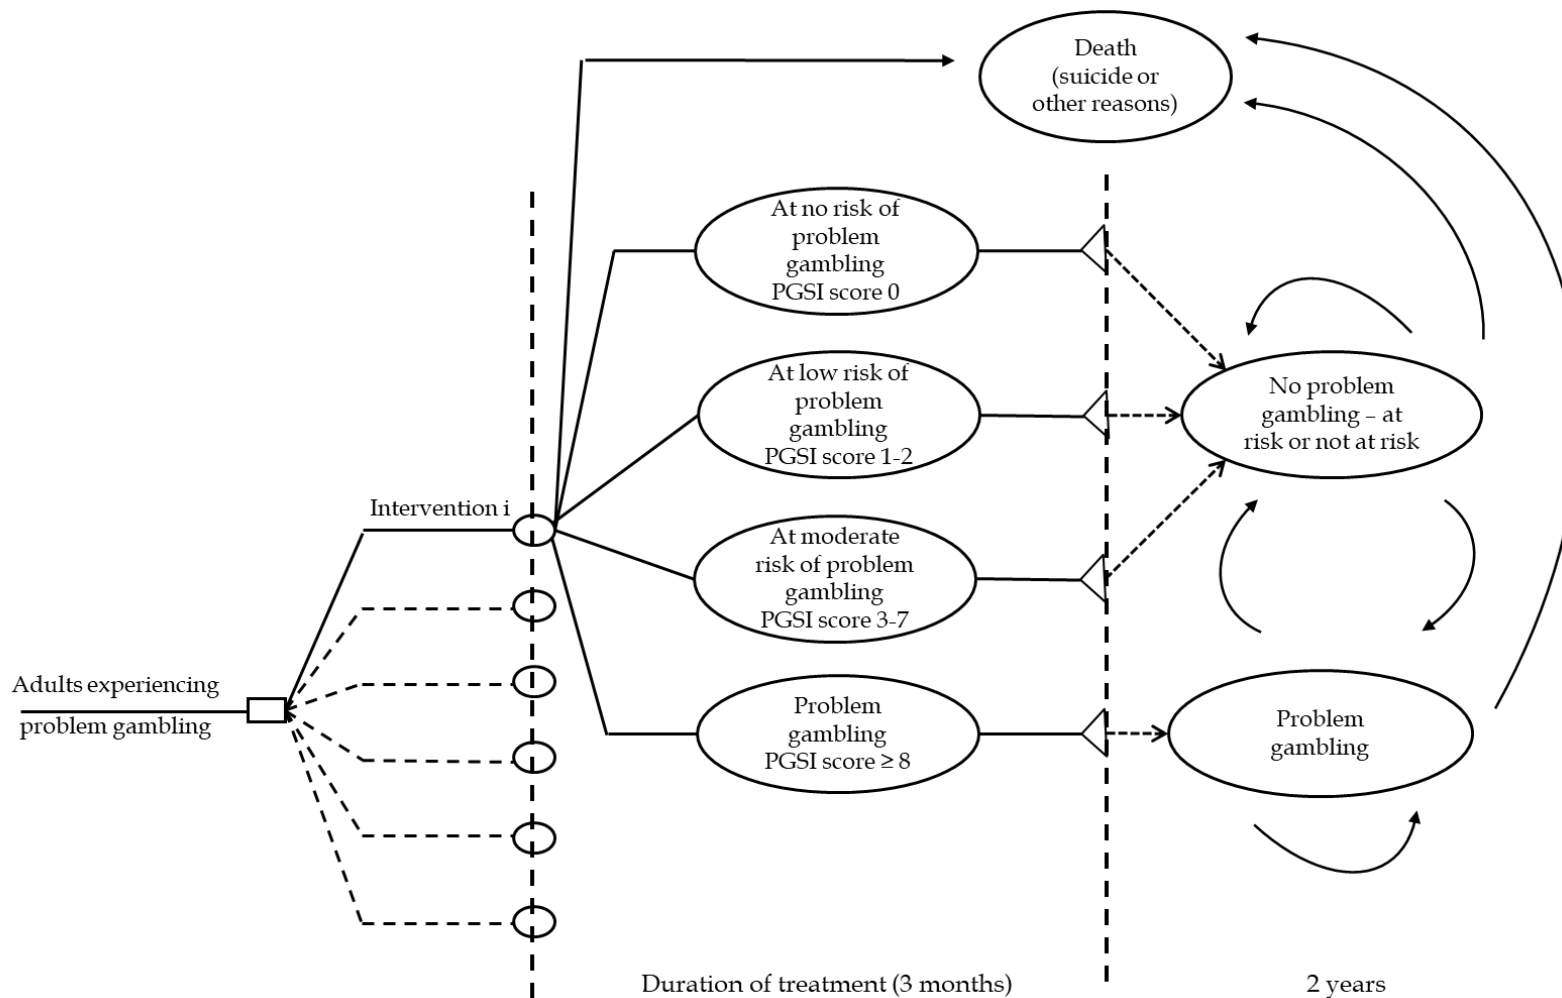 Death
(suicide or
other reasons)
At no risk of
problem
gambling
PGSI score 0
At low risk of
problem
gambling
PGSI score 1-2
No problem
gambling – at
risk or not at risk
Intervention i
At moderate
risk of problem
gambling
PGSI score 3-7
Adults experiencing
problem gambling
Problem
gambling
PGSI score ≥ 8
Problem
gambling
Duration of treatment (3 months)
2 years